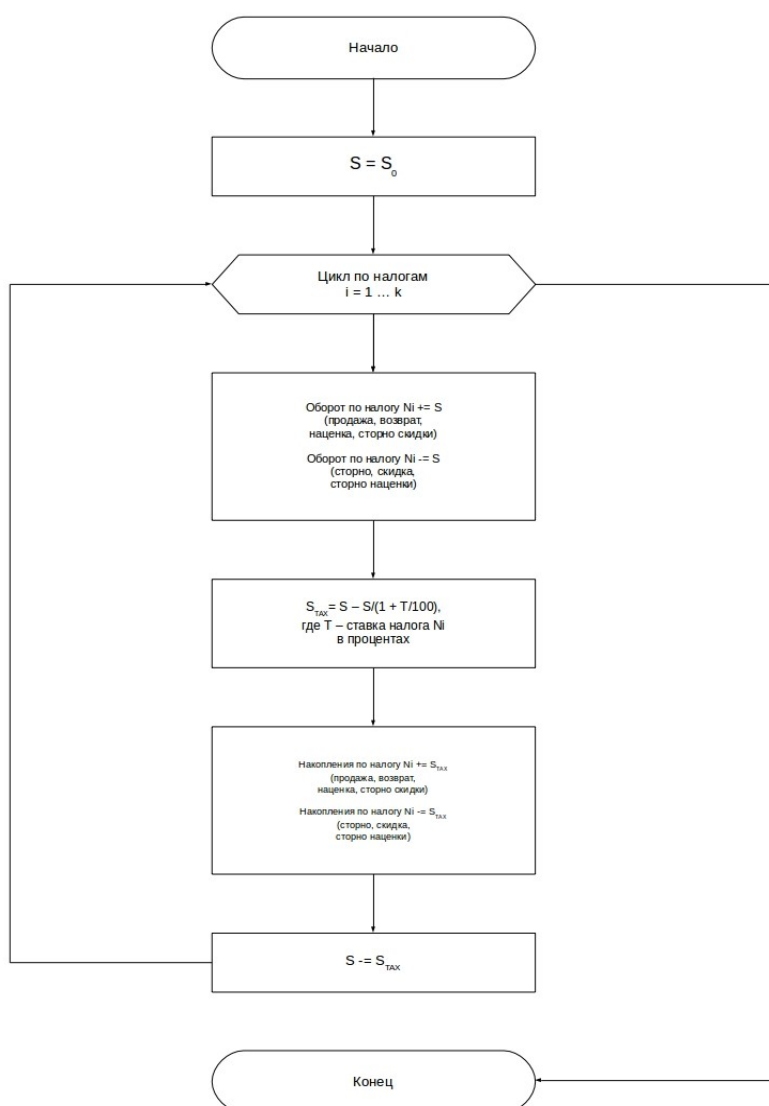 Начало
S = S0
Цикл по налогам
i = 1 … k
Оборот по налогу Ni += S
(продажа, возврат,
наценка, сторно скидки)
Оборот по налогу Ni -= S
(сторно, скидка,
сторно наценки)
STAX= S – S/(1 + T/100),
где T – ставка налога Ni
в процентах
Накопления по налогу Ni += STAX
(продажа, возврат,
наценка, сторно скидки)
Накопления по налогу Ni -= STAX
(сторно, скидка,
сторно наценки)
S -= STAX
Конец